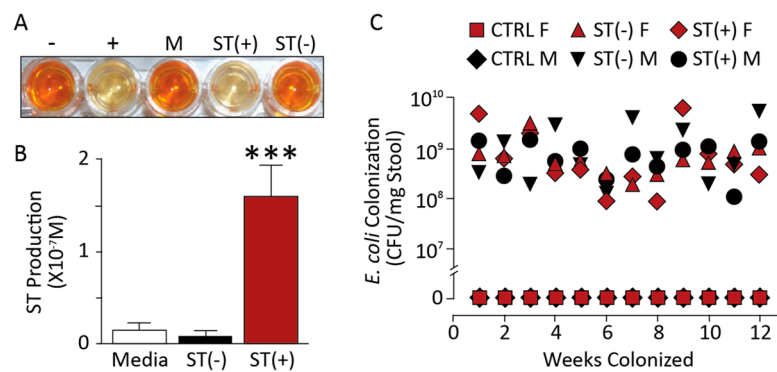 A
- + M ST(+) ST(-)
B
ST Production
(X10⁻⁷M)
2
1
0
***
Media ST(-) ST(+)
C
CTRL F ST(-) F ST(+) F
CTRL M ST(-) M ST(+) M
E. coli Colonization
(CFU/mg Stool)
10¹⁰
10⁹
10⁸
10⁷
0
0 2 4 6 8 10 12
Weeks Colonized